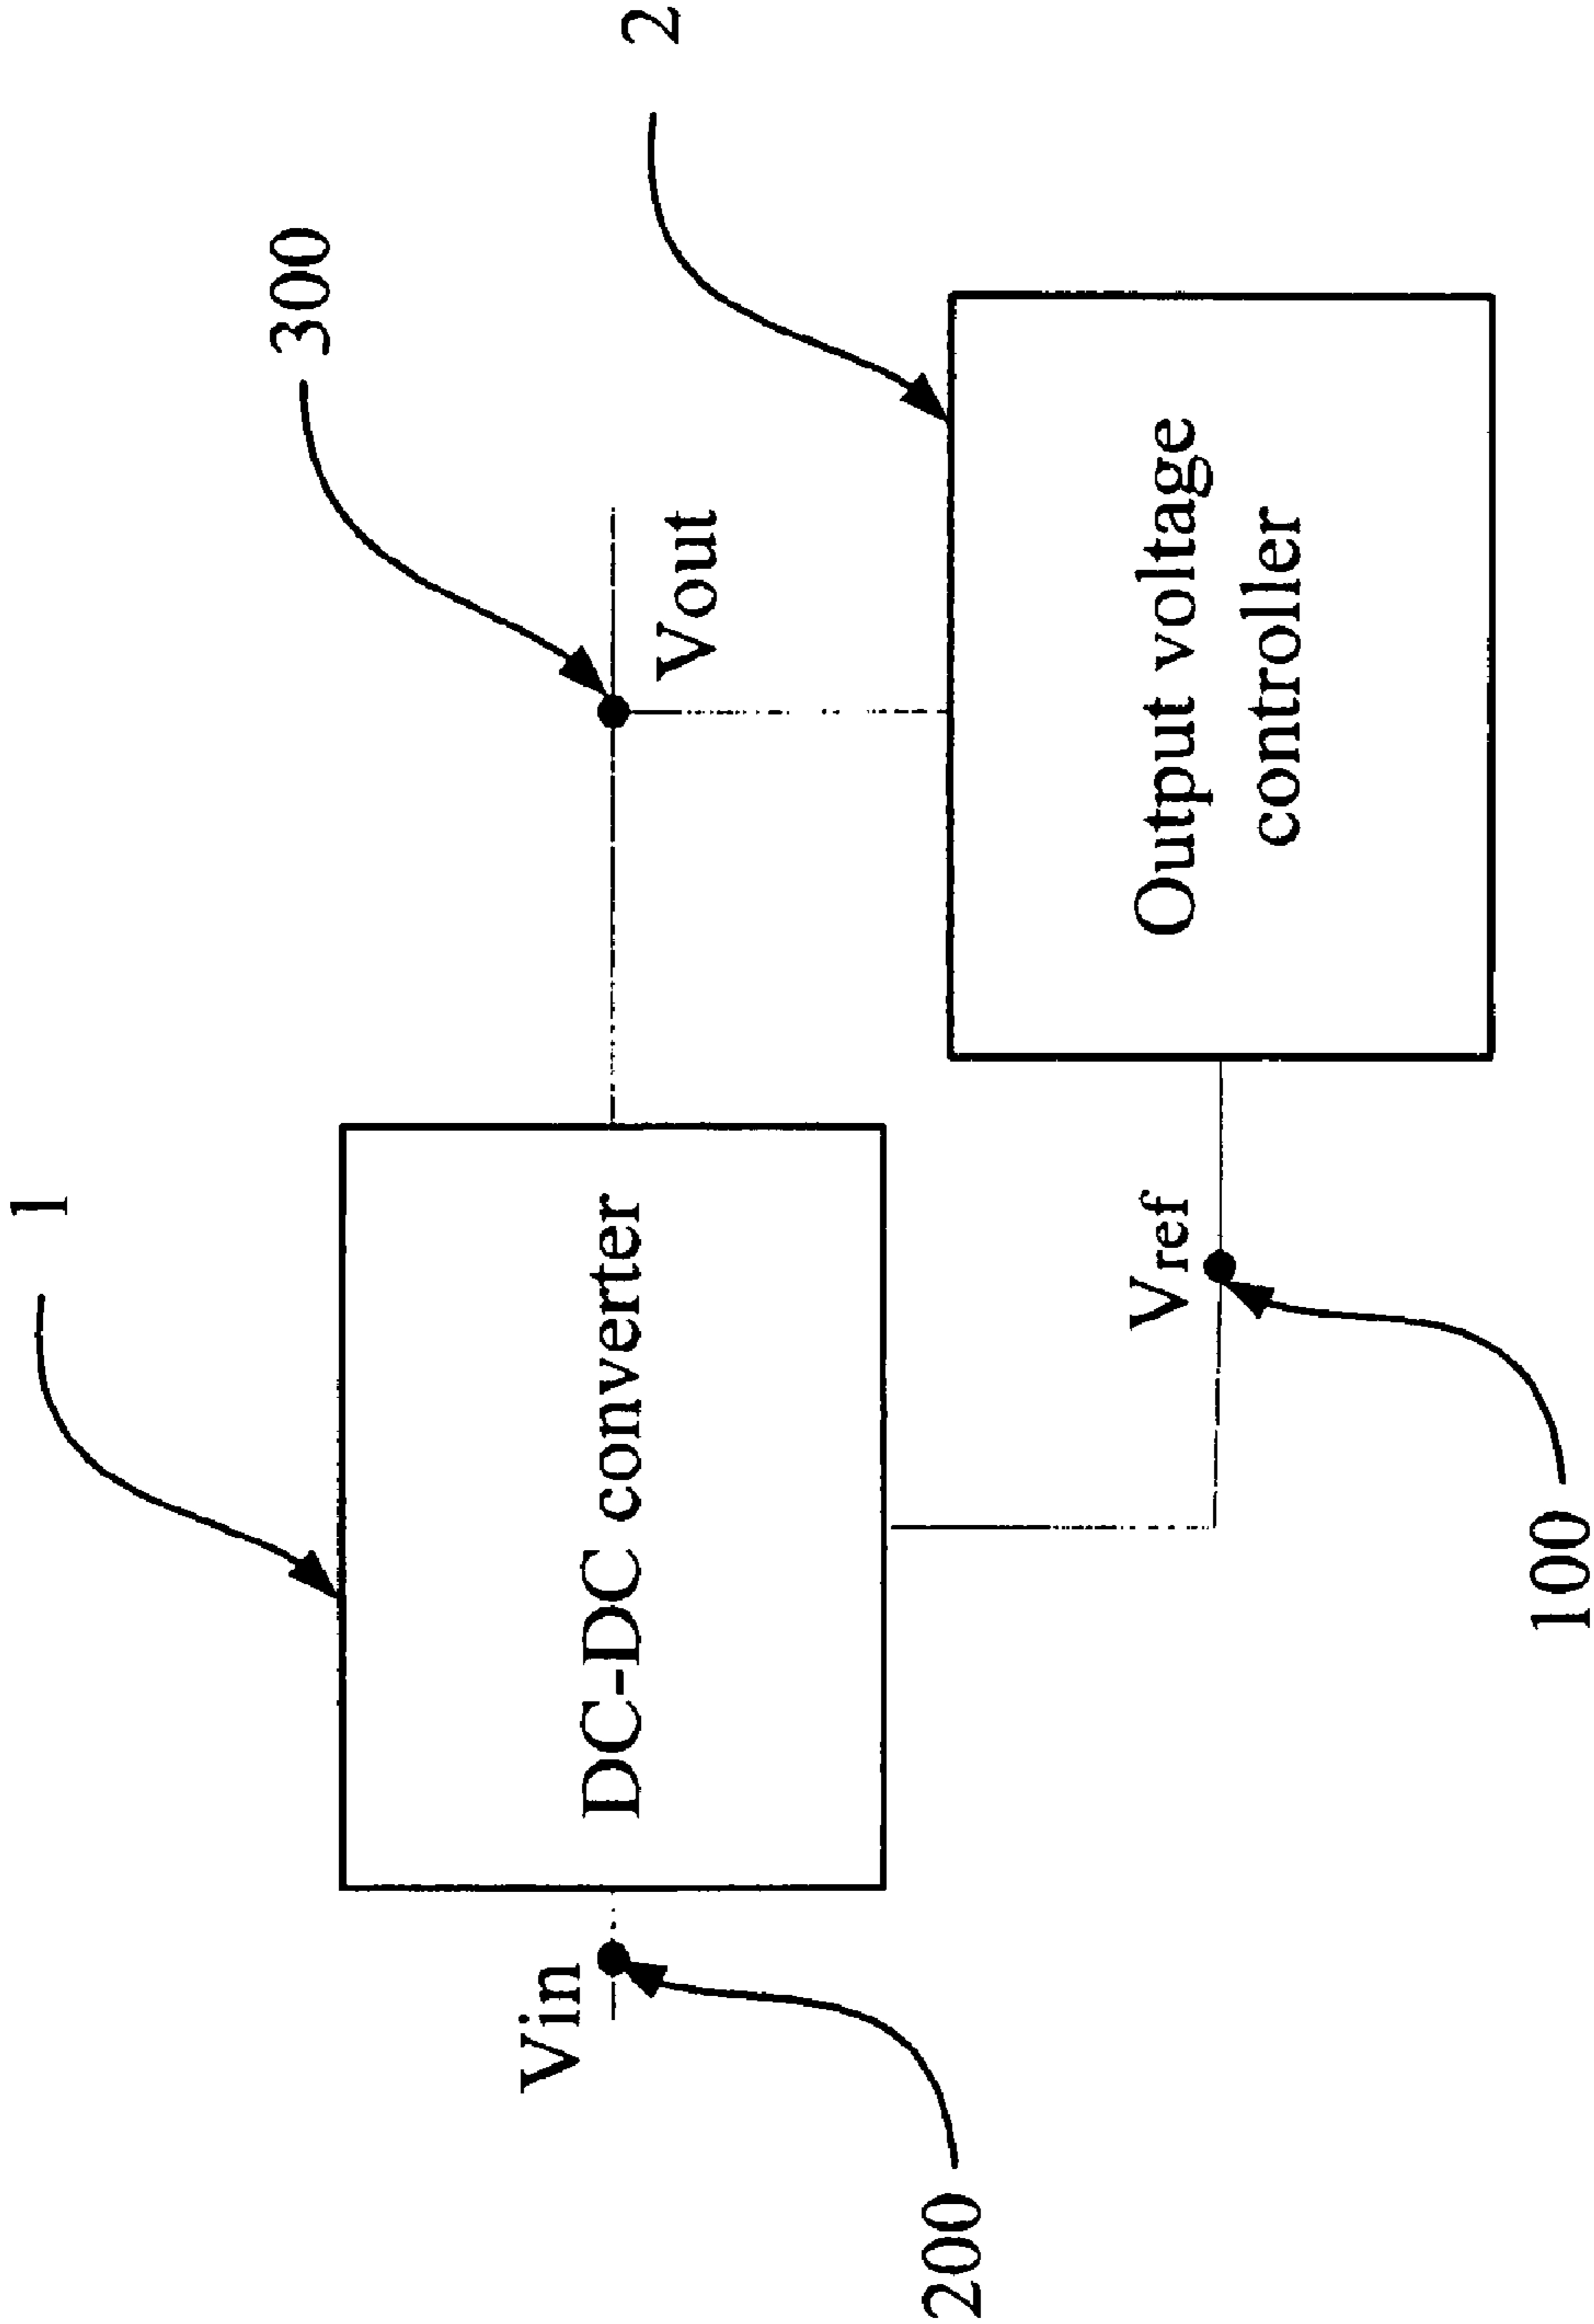 1
300
2
Vin
DC-DC converter
Vout
200
Vref
Output voltage
controller
100